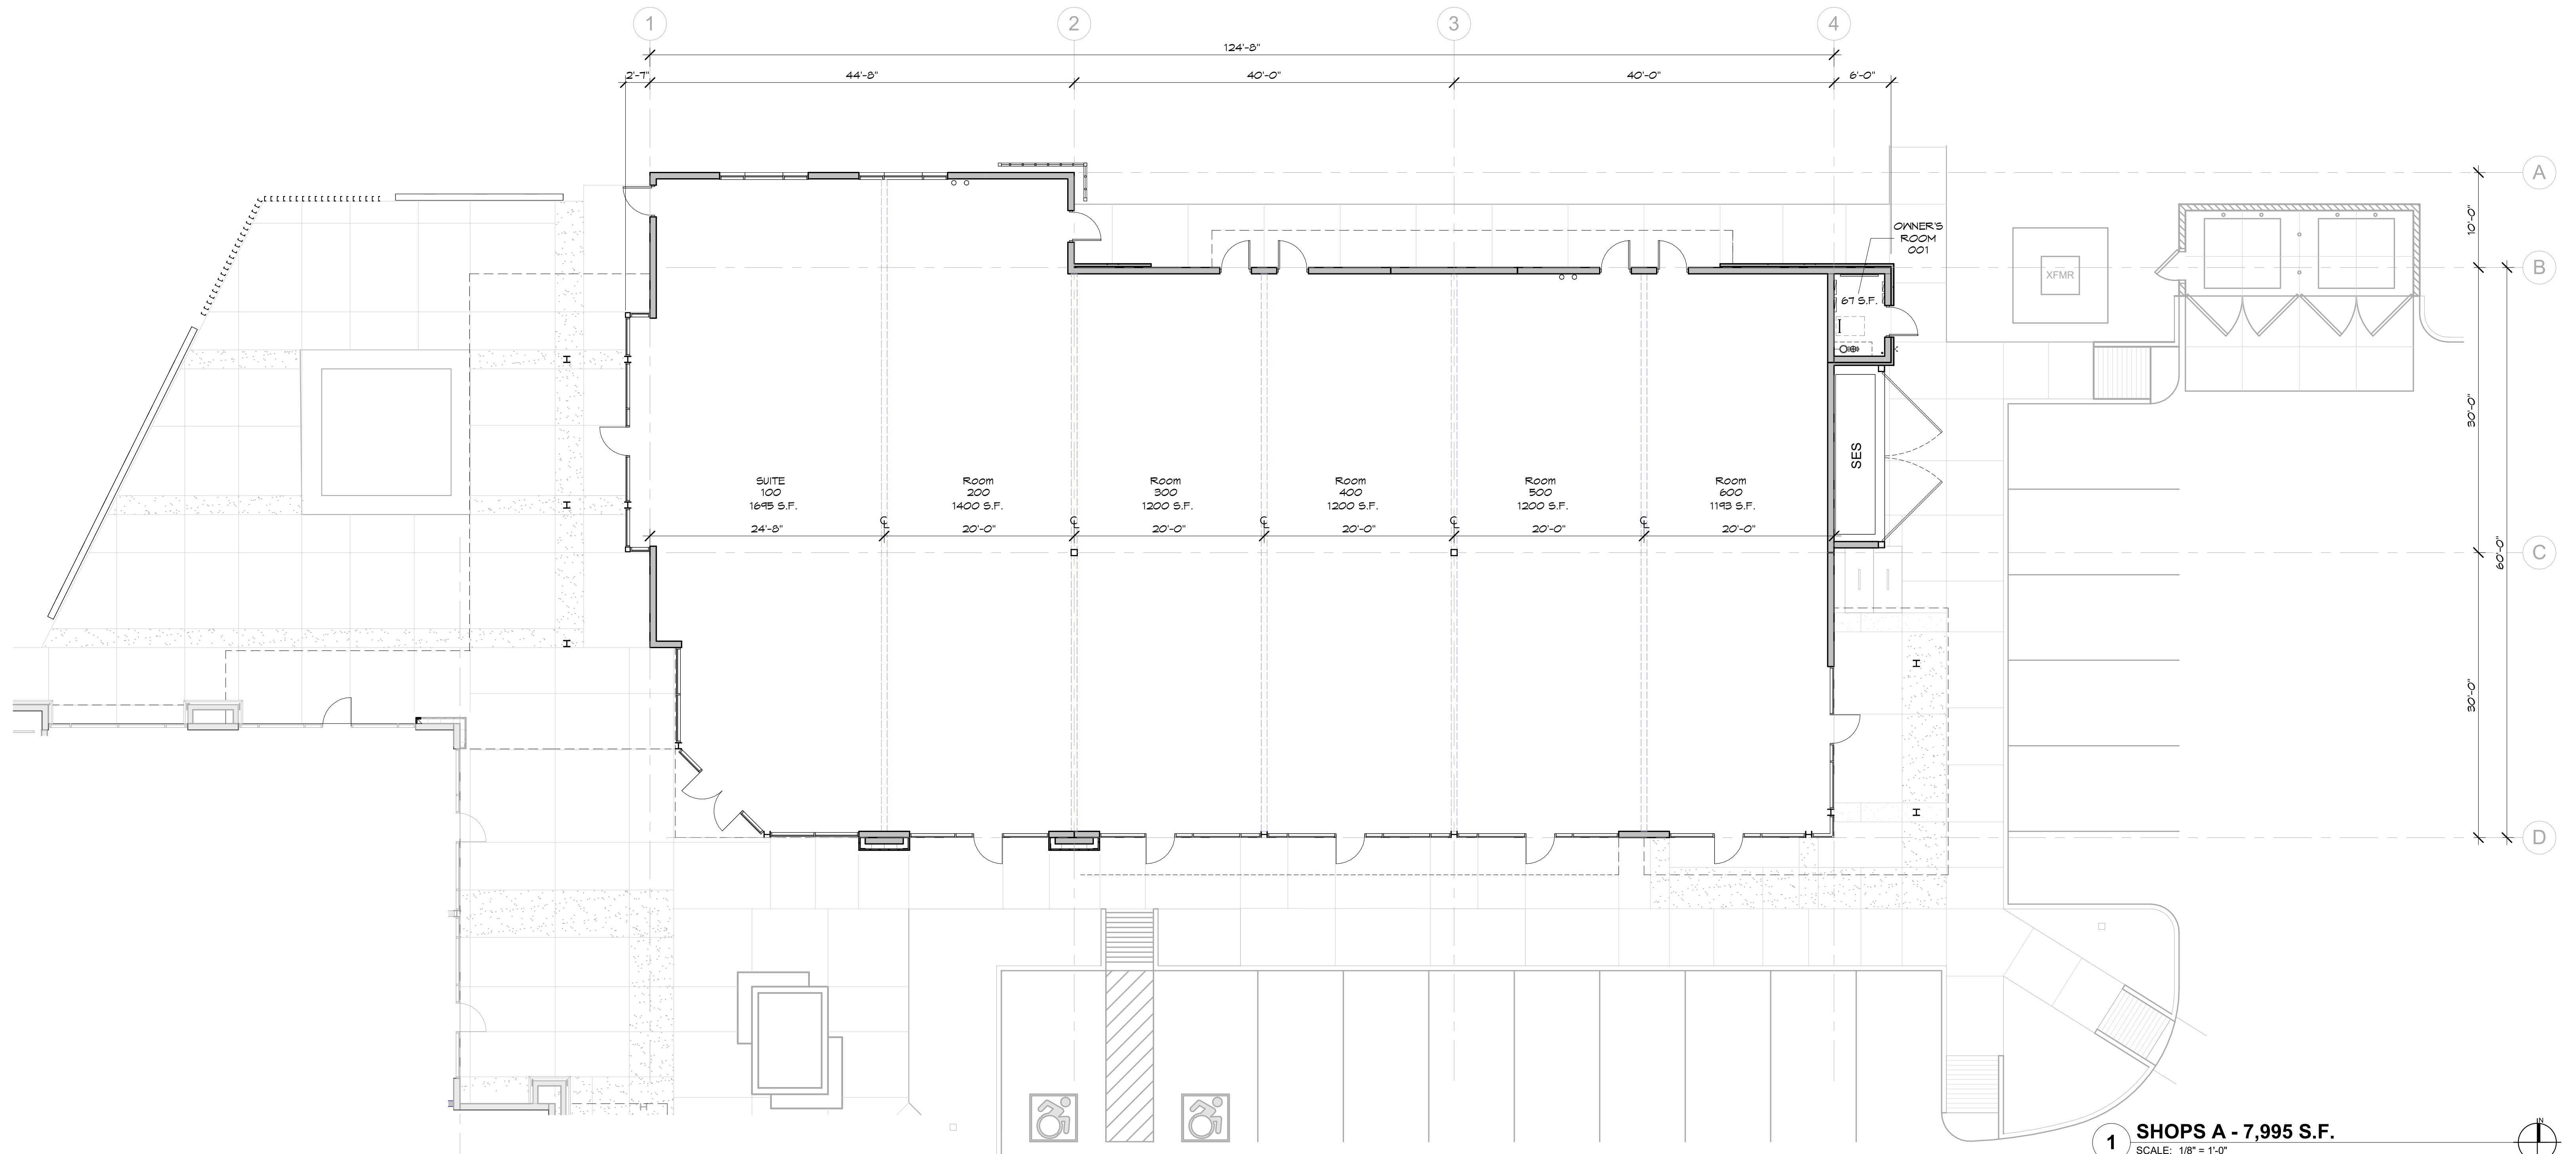 1
2
3
4
124'-8"
2'-7"
44'-8"
40'-0"
40'-0"
6'-0"
A
10'-0"
OWNER'S
ROOM
001
B
XFMR
67 S.F.
30'-0"
SES
SUITE
100
1695 S.F.
Room
200
1400 S.F.
Room
300
1200 S.F.
Room
400
1200 S.F.
Room
500
1200 S.F.
Room
600
1193 S.F.
24'-8"
20'-0"
20'-0"
20'-0"
20'-0"
20'-0"
C
60'-0"
30'-0"
D
1
SHOPS A - 7,995 S.F.
SCALE: 1/8" = 1'-0"
N